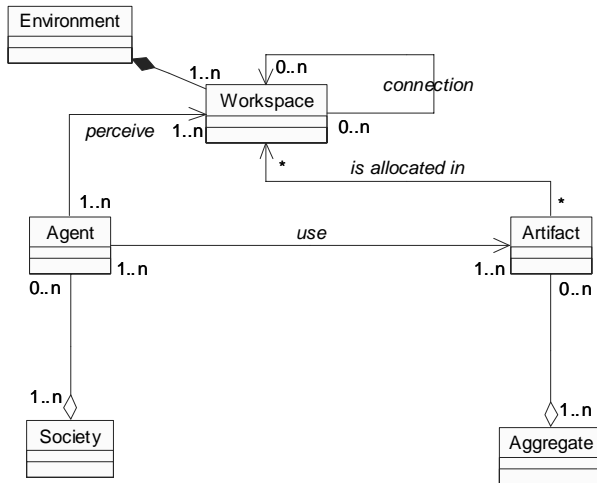 Environment
1..n
0..n
Workspace
connection
perceive
1..n
0..n
*
is allocated in
1..n
*
Agent
use
Artifact
1..n
1..n
0..n
0..n
1..n
1..n
Society
Aggregate